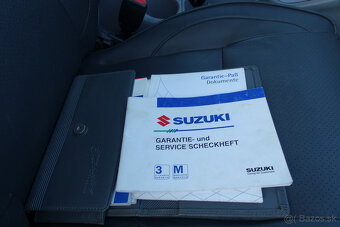 Garantie-Paß
Dokumente
SUZUKI
GARANTIE- und
SERVICE SCHECKHEFT
3 M
SUZUKI
Bazos.sk